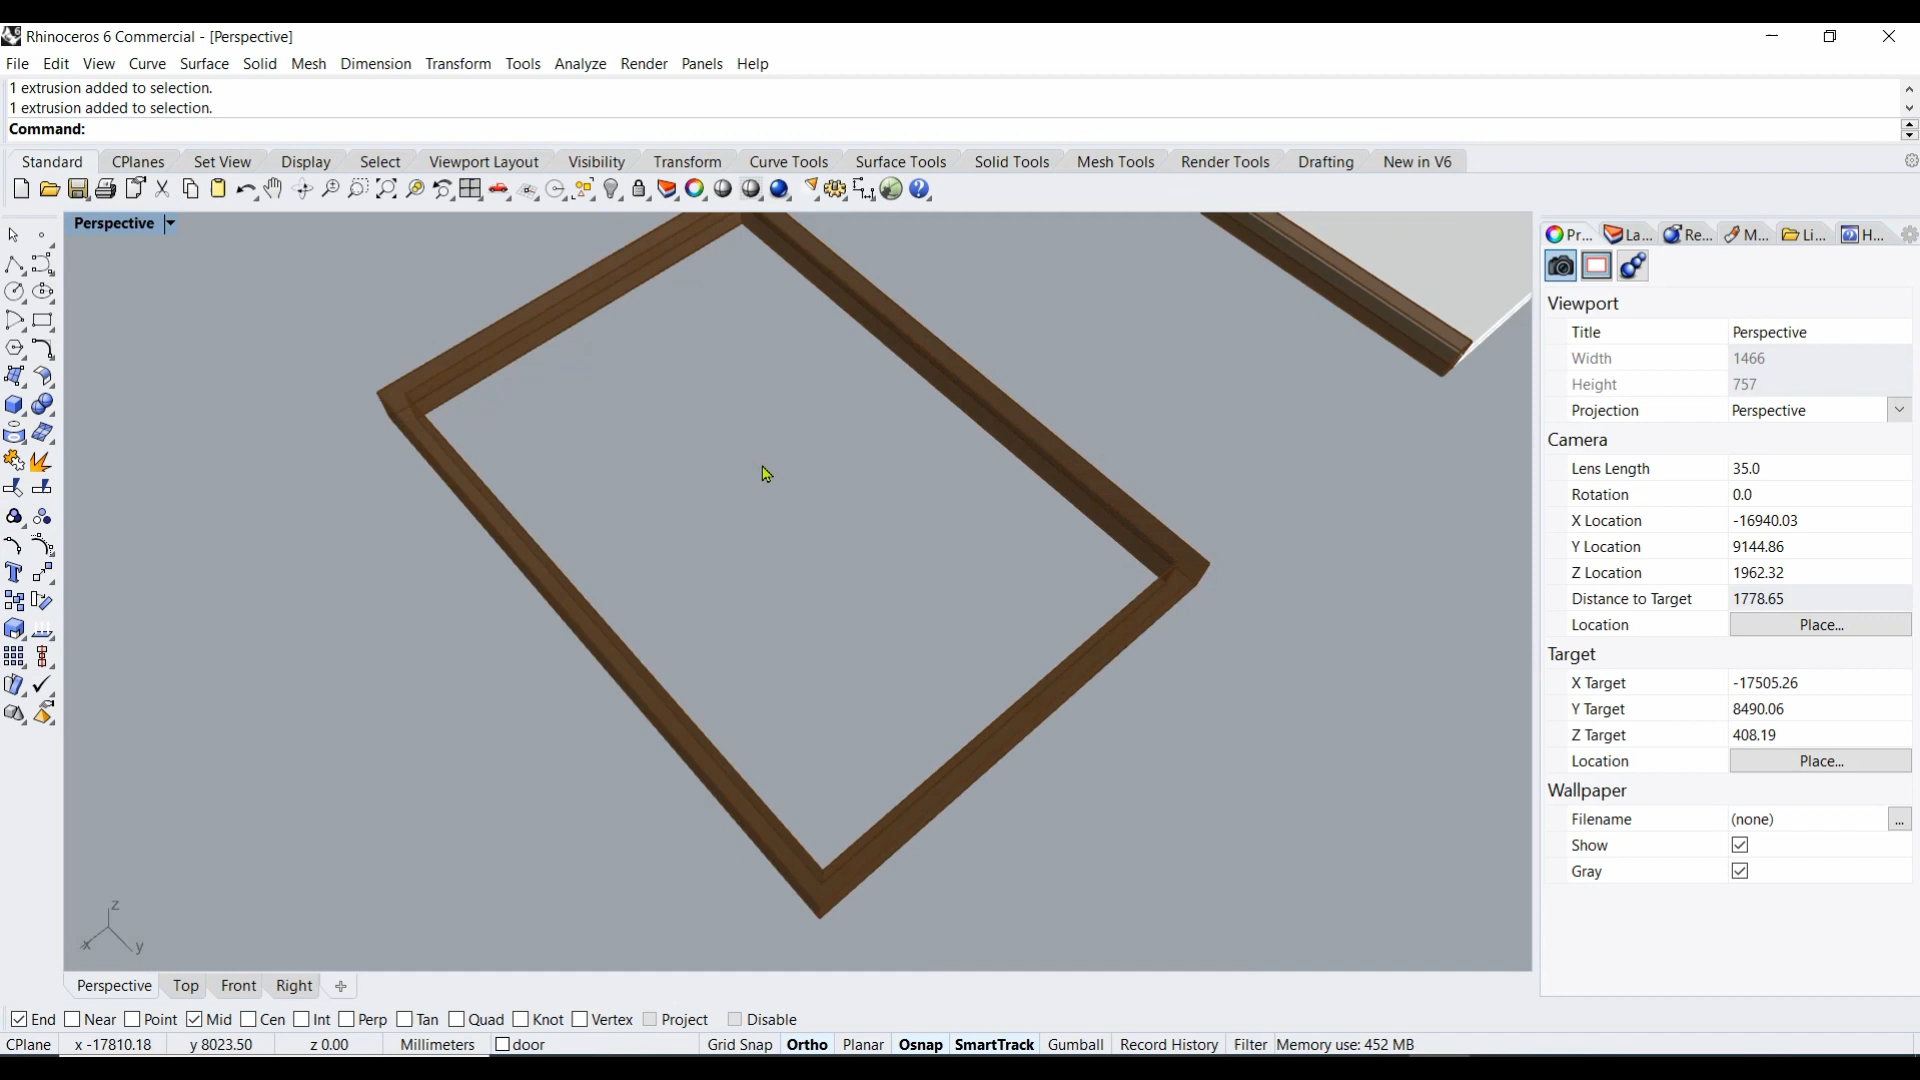 Rhinoceros 6 Commercial - [Perspective]
File Edit View Curve Surface Solid Mesh Dimension Transform Tools Analyze Render Panels Help
1 extrusion added to selection.
1 extrusion added to selection.
Command:
Standard CPlanes Set View Display Select Viewport Layout Visibility Transform Curve Tools Surface Tools Solid Tools Mesh Tools Render Tools Drafting New in V6
Perspective
Pr... La... Re... M... Li... H...
Viewport
Title Perspective
Width 1466
Height 757
Projection Perspective
Camera
Lens Length 35.0
Rotation 0.0
X Location -16940.03
Y Location 9144.86
Z Location 1962.32
Distance to Target 1778.65
Location Place...
Target
X Target -17505.26
Y Target 8490.06
Z Target 408.19
Location Place...
Wallpaper
Filename (none) ...
Show
Gray
z
x y
Perspective Top Front Right
End Near Point Mid Cen Int Perp Tan Quad Knot Vertex Project Disable
CPlane x -17810.18 y 8023.50 z 0.00 Millimeters door Grid Snap Ortho Planar Osnap SmartTrack Gumball Record History Filter Memory use: 452 MB